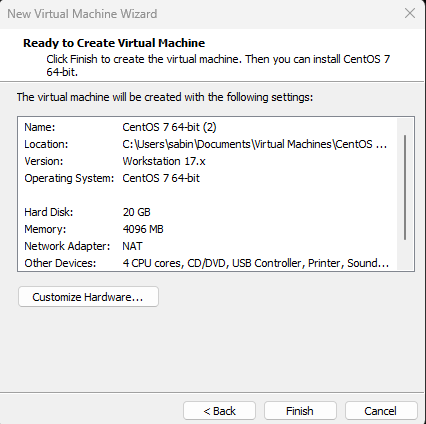 New Virtual Machine Wizard
Ready to Create Virtual Machine
Click Finish to create the virtual machine. Then you can install CentOS 7
64-bit.
The virtual machine will be created with the following settings:
Name: CentOS 7 64-bit (2)
Location: C:\Users\sabin\Documents\Virtual Machines\CentOS ...
Version: Workstation 17.x
Operating System: CentOS 7 64-bit
Hard Disk: 20 GB
Memory: 4096 MB
Network Adapter: NAT
Other Devices: 4 CPU cores, CD/DVD, USB Controller, Printer, Sound...
Customize Hardware...
< Back Finish Cancel